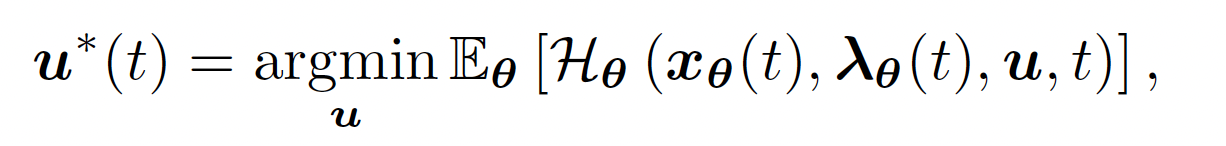 𝒖*(t) = argmin 𝔼_𝜽 [ℋ_𝜽 (𝒙_𝜽(t), 𝝀_𝜽(t), 𝒖, t)] ,
𝒖